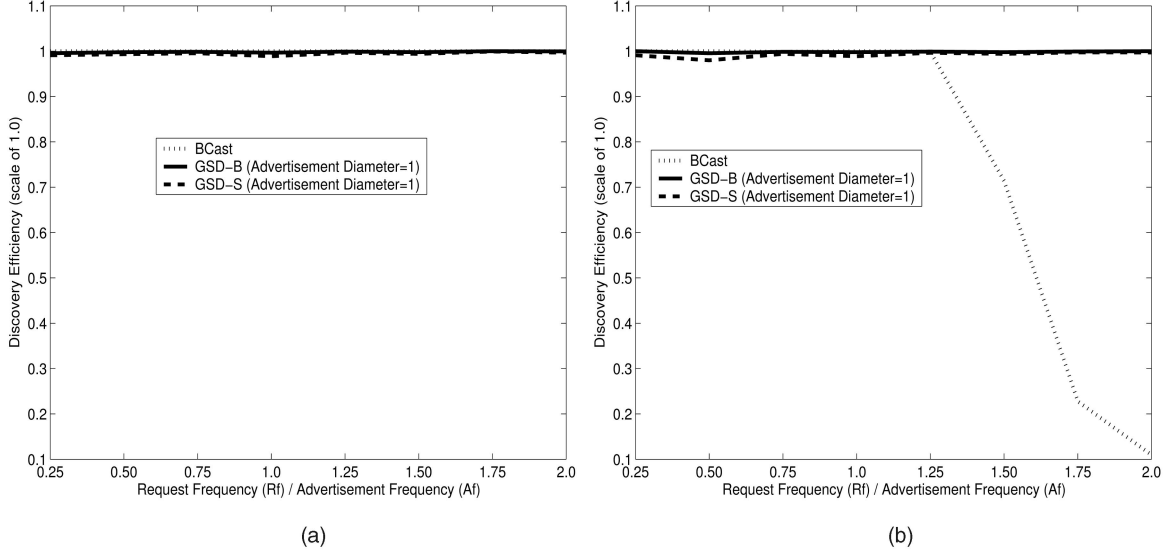 1.1
1
0.9
0.8
0.7
0.6
0.5
0.4
0.3
0.2
0.1
Discovery Efficiency (scale of 1.0)
BCast
GSD−B (Advertisement Diameter=1)
GSD−S (Advertisement Diameter=1)
0.25 0.50 0.75 1.0 1.25 1.50 1.75 2.0
Request Frequency (Rf) / Advertisement Frequency (Af)
(a)
1.1
1
0.9
0.8
0.7
0.6
0.5
0.4
0.3
0.2
0.1
Discovery Efficiency (scale of 1.0)
BCast
GSD−B (Advertisement Diameter=1)
GSD−S (Advertisement Diameter=1)
0.25 0.50 0.75 1.0 1.25 1.50 1.75 2.0
Request Frequency (Rf) / Advertisement Frequency (Af)
(b)